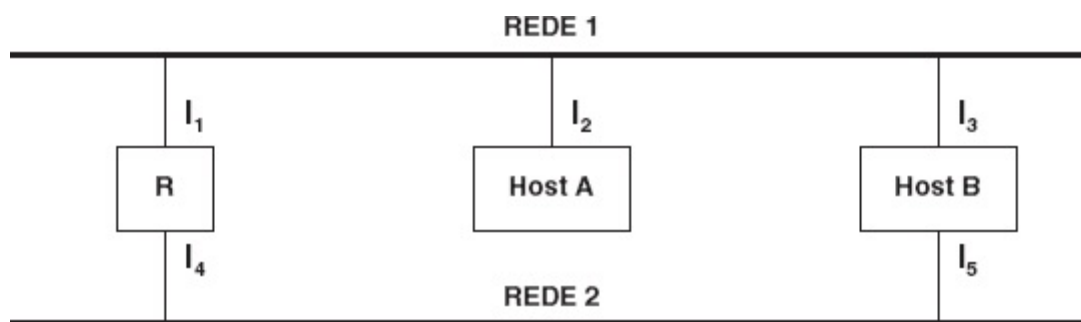 REDE 1
I1 I2 I3
R Host A Host B
I4 I5
REDE 2